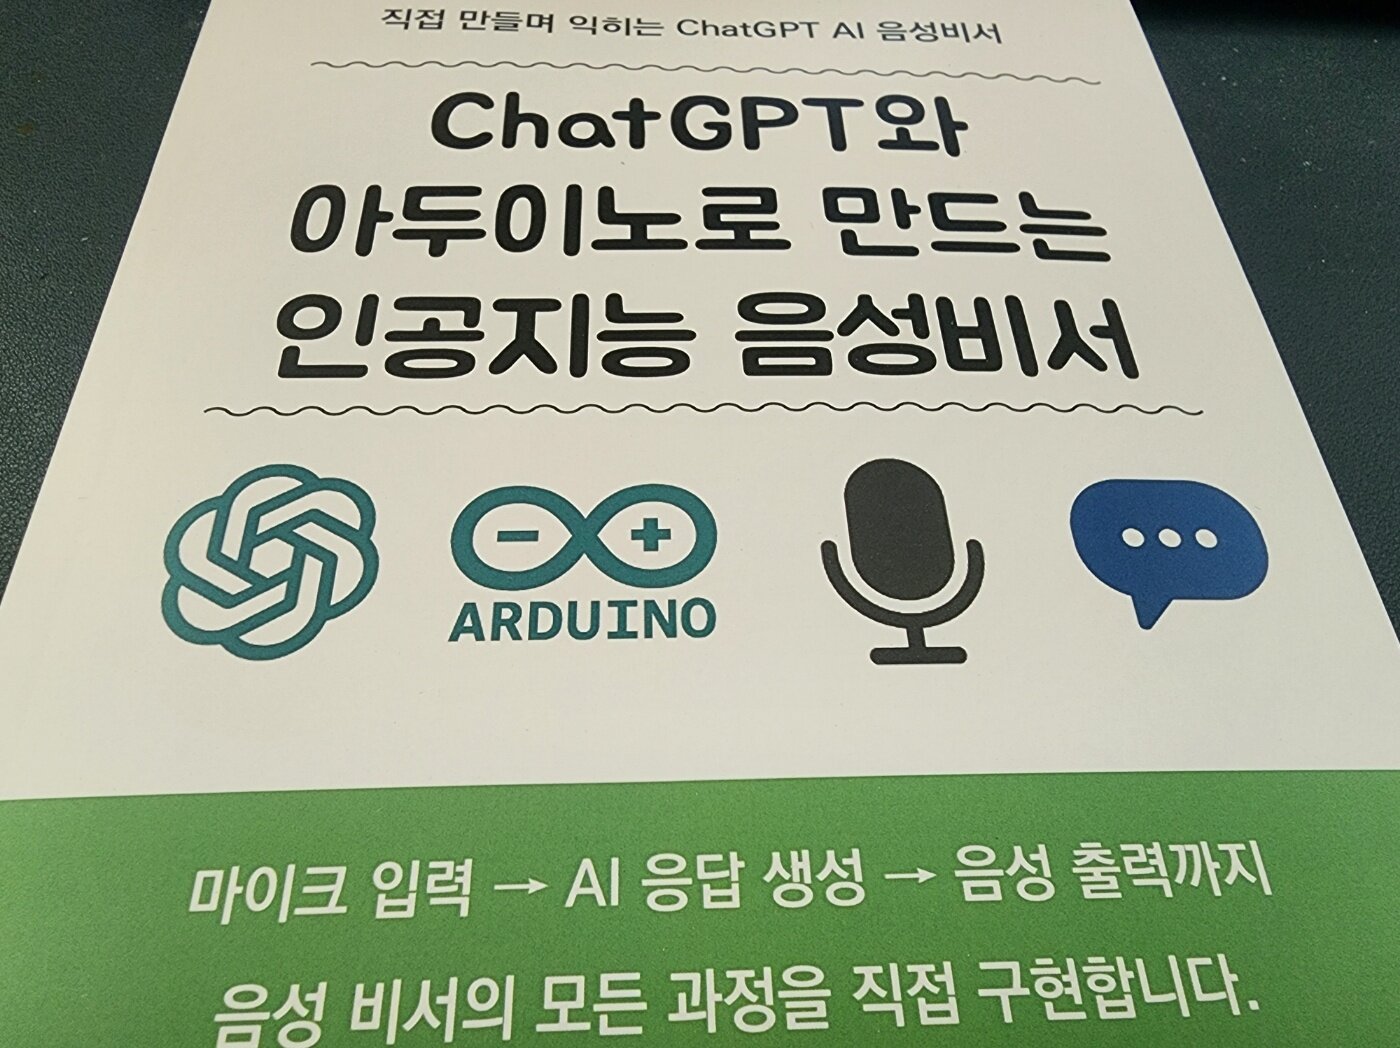 직접 만들며 익히는 ChatGPT AI 음성비서
ChatGPT와
아두이노로 만드는
인공지능 음성비서
ARDUINO
마이크 입력 → AI 응답 생성 → 음성 출력까지
음성 비서의 모든 과정을 직접 구현합니다.